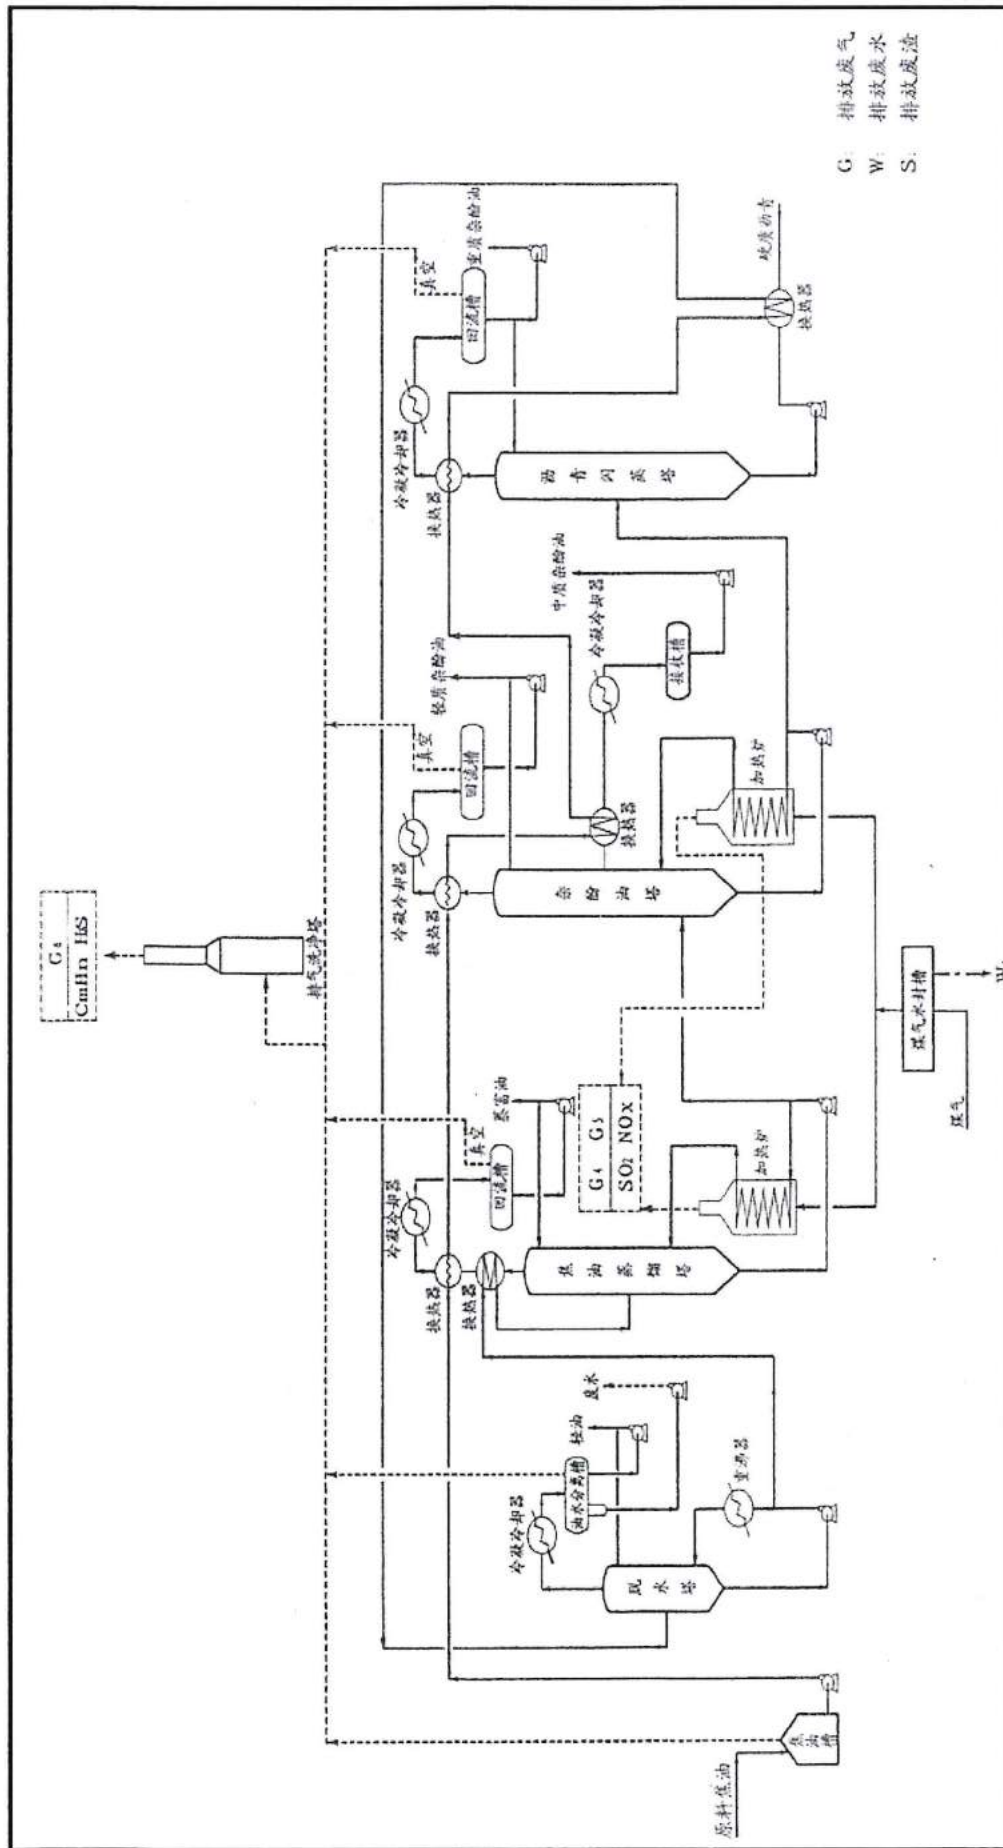 G: 排放废气
W: 排放废水
S: 排放废渣
G₈
CmHn H₂S
排气洗净塔
真空
重质杂酚油
回流槽
冷凝冷却器
换热器
沥青闪蒸塔
硬质沥青
换热器
中质杂酚油
冷凝冷却器
接收槽
轻质杂酚油
真空
回流槽
冷凝冷却器
换热器
换热器
杂酚油塔
加热炉
煤气水封槽
煤气
蒸富油
真空
回流槽
冷凝冷却器
换热器
换热器
G₄ G₅
SO₂ NOx
加热炉
焦油蒸馏塔
废水
轻油
油水分离槽
冷凝冷却器
重沸器
脱水塔
焦油槽
原料焦油